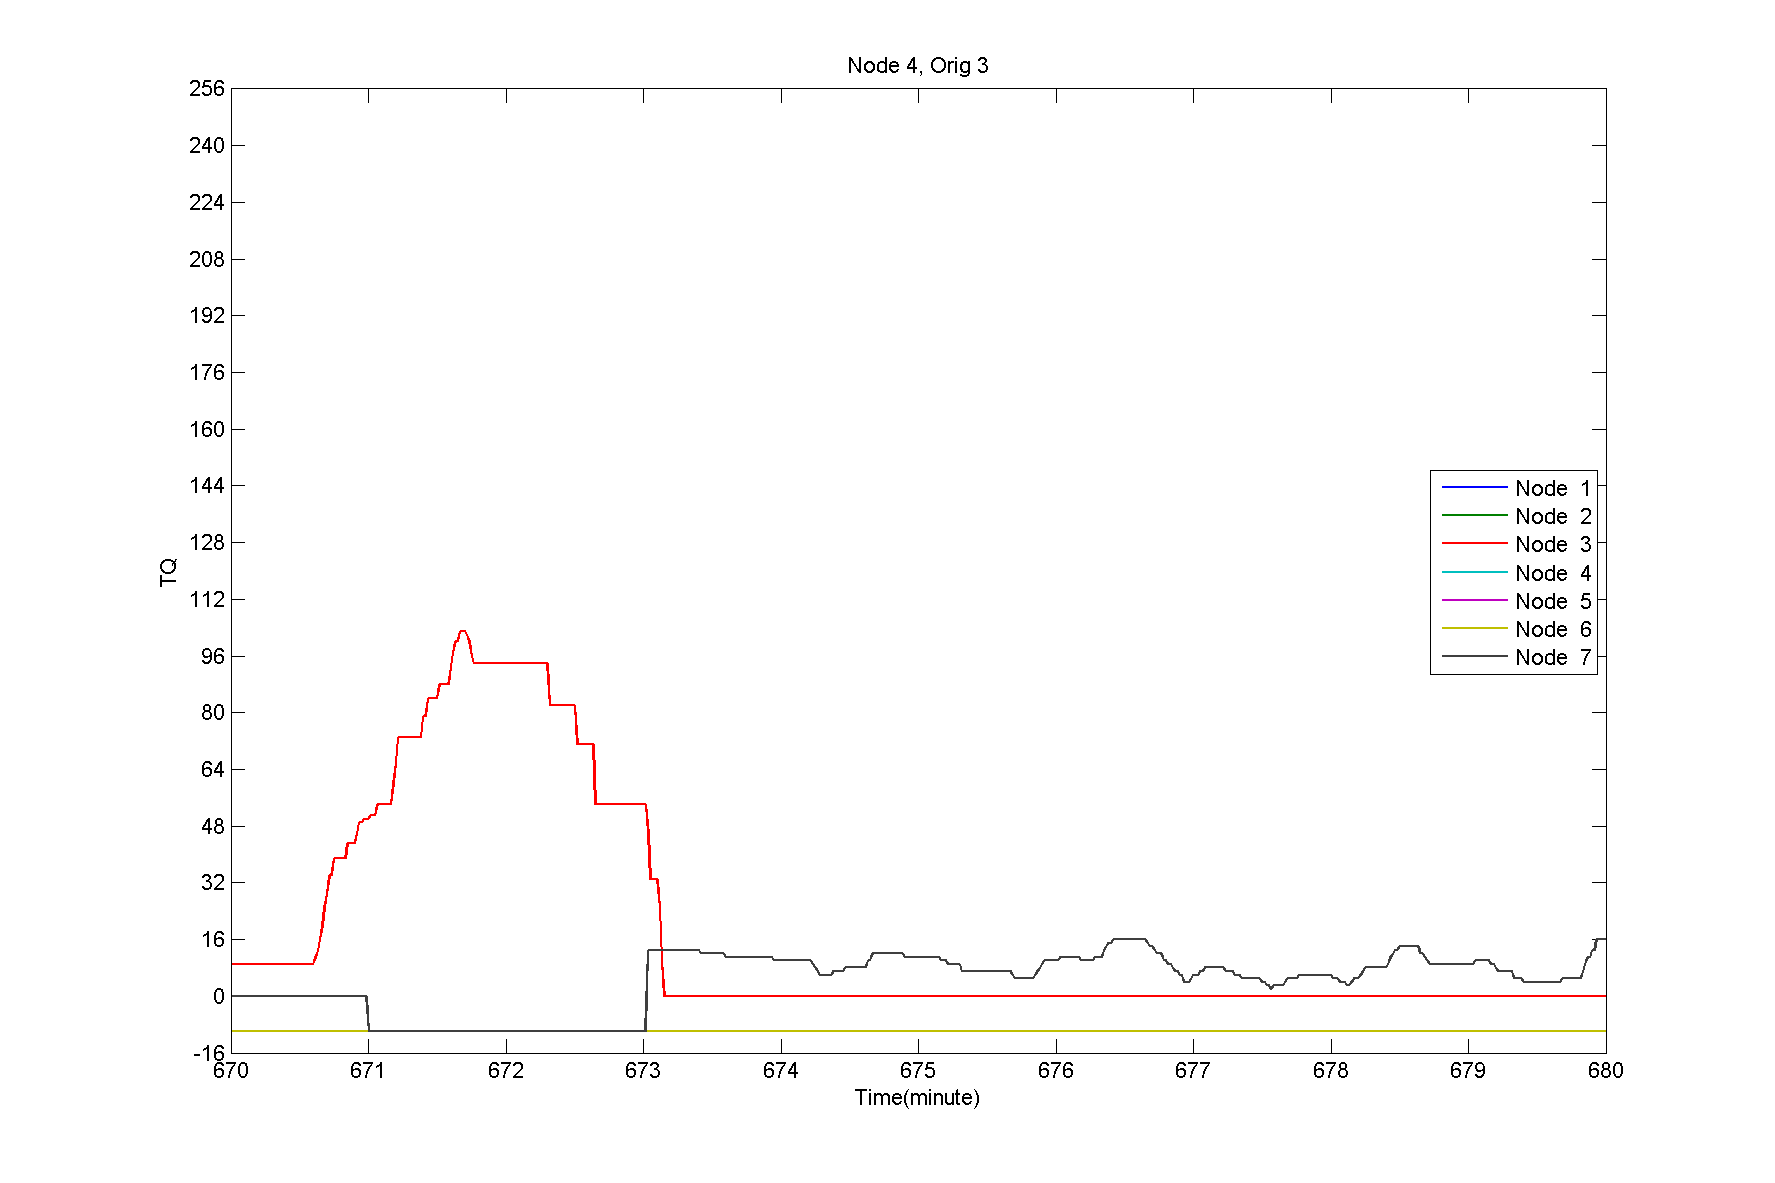 Node 4, Orig 3
256
240
224
208
192
176
160
144
128
112
96
80
64
48
32
16
0
-16
TQ
Node 1
Node 2
Node 3
Node 4
Node 5
Node 6
Node 7
670 671 672 673 674 675 676 677 678 679 680
Time(minute)